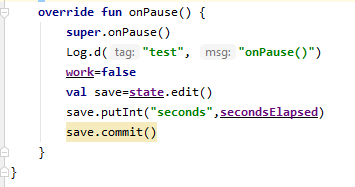 override fun onPause() {
super.onPause()
Log.d( tag: "test", msg: "onPause()")
work=false
val save=state.edit()
save.putInt("seconds",secondsElapsed)
save.commit()
}
}